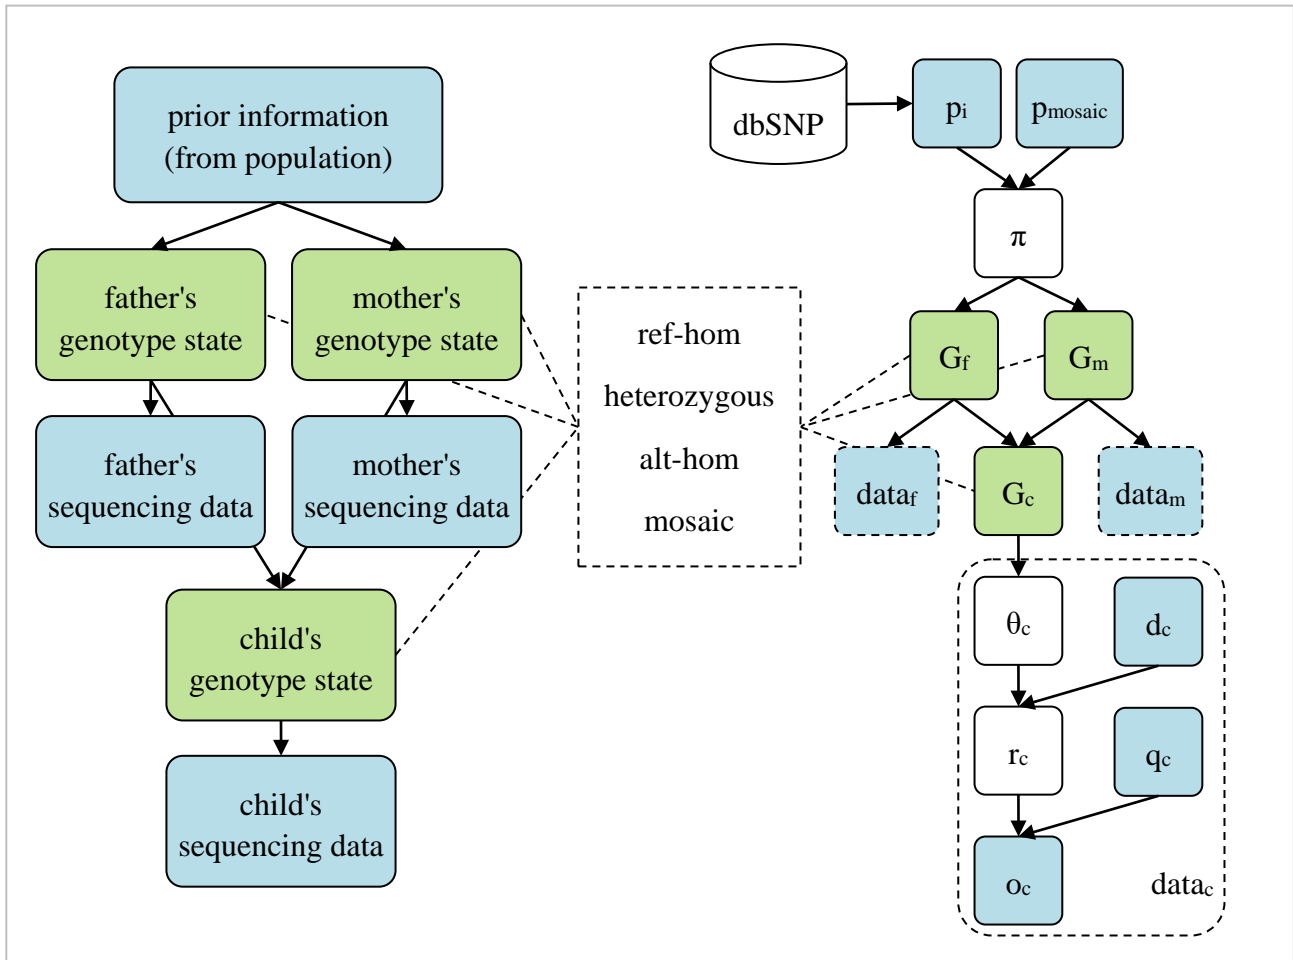 prior information
(from population)
father's
genotype state
mother's
genotype state
father's
sequencing data
mother's
sequencing data
child's
genotype state
child's
sequencing data
ref-hom
heterozygous
alt-hom
mosaic
dbSNP
pi
pmosaic
π
Gf
Gm
dataf
Gc
datam
θc
dc
rc
qc
oc
datac